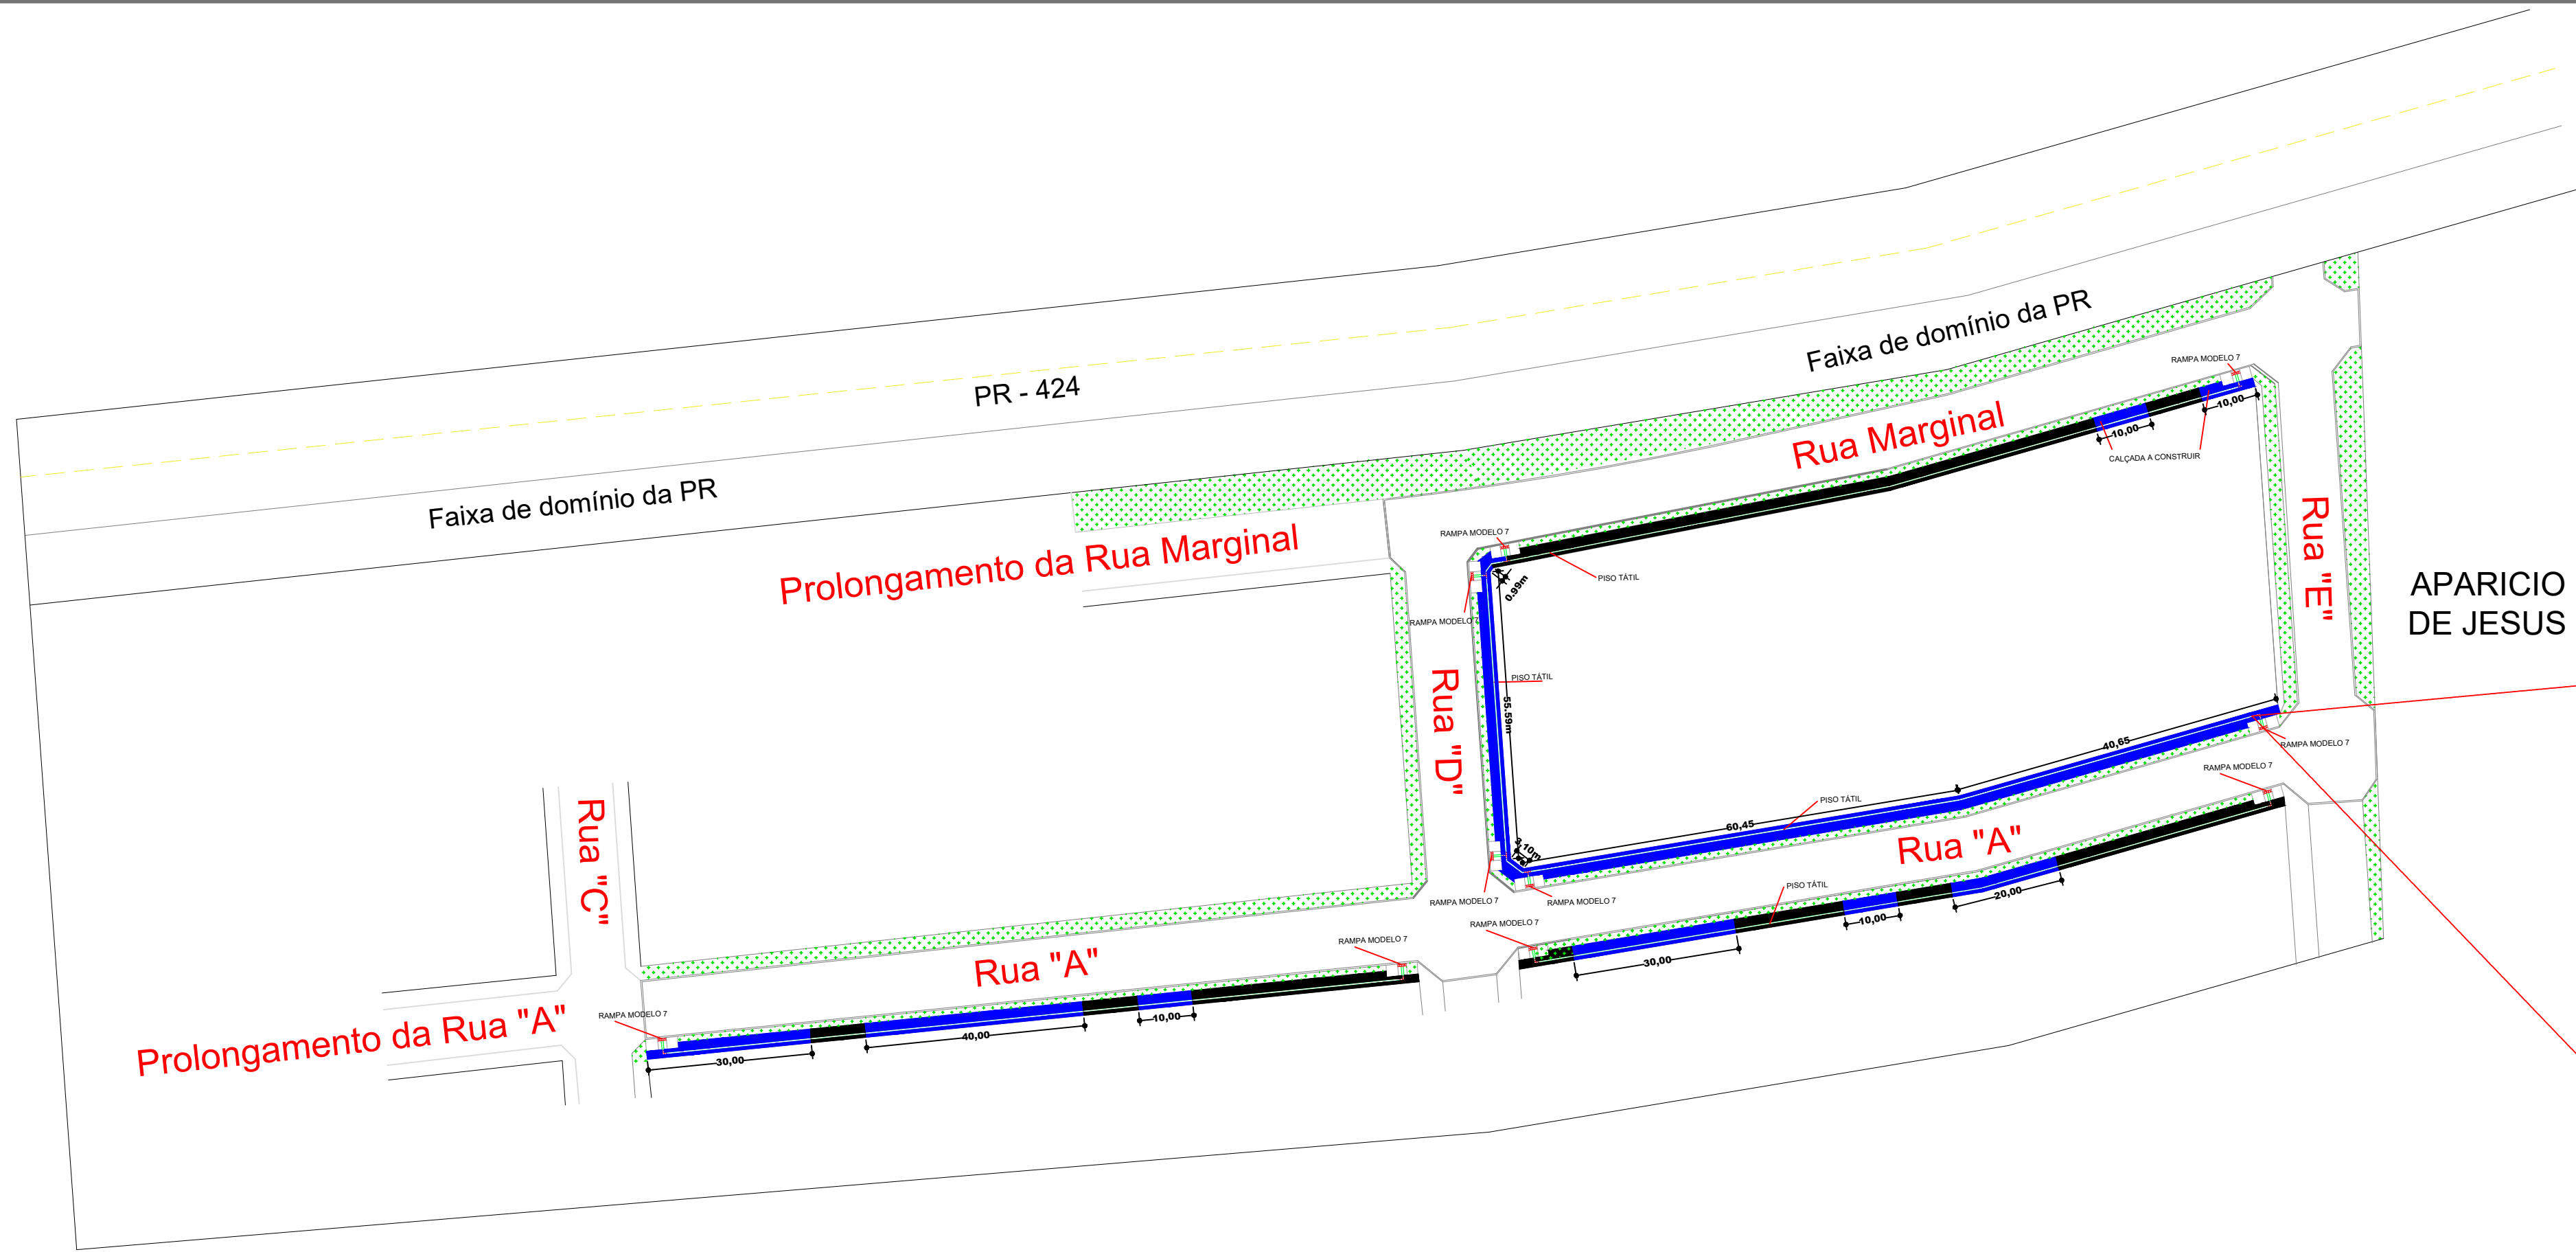 PR - 424
Faixa de domínio da PR
Faixa de domínio da PR
Rua Marginal
RAMPA MODELO 7
10,00
10,00
CALÇADA A CONSTRUIR
Prolongamento da Rua Marginal
RAMPA MODELO 7
PISO TÁTIL
0.99m
RAMPA MODELO 7
Rua "E"
APARICIO
DE JESUS
Rua "D"
PISO TÁTIL
55.59m
40,65
RAMPA MODELO 7
RAMPA MODELO 7
PISO TÁTIL
60,45
3,10m
Rua "C"
Rua "A"
RAMPA MODELO 7
RAMPA MODELO 7
PISO TÁTIL
RAMPA MODELO 7
20,00
10,00
30,00
RAMPA MODELO 7
Rua "A"
Prolongamento da Rua "A"
RAMPA MODELO 7
10,00
40,00
30,00